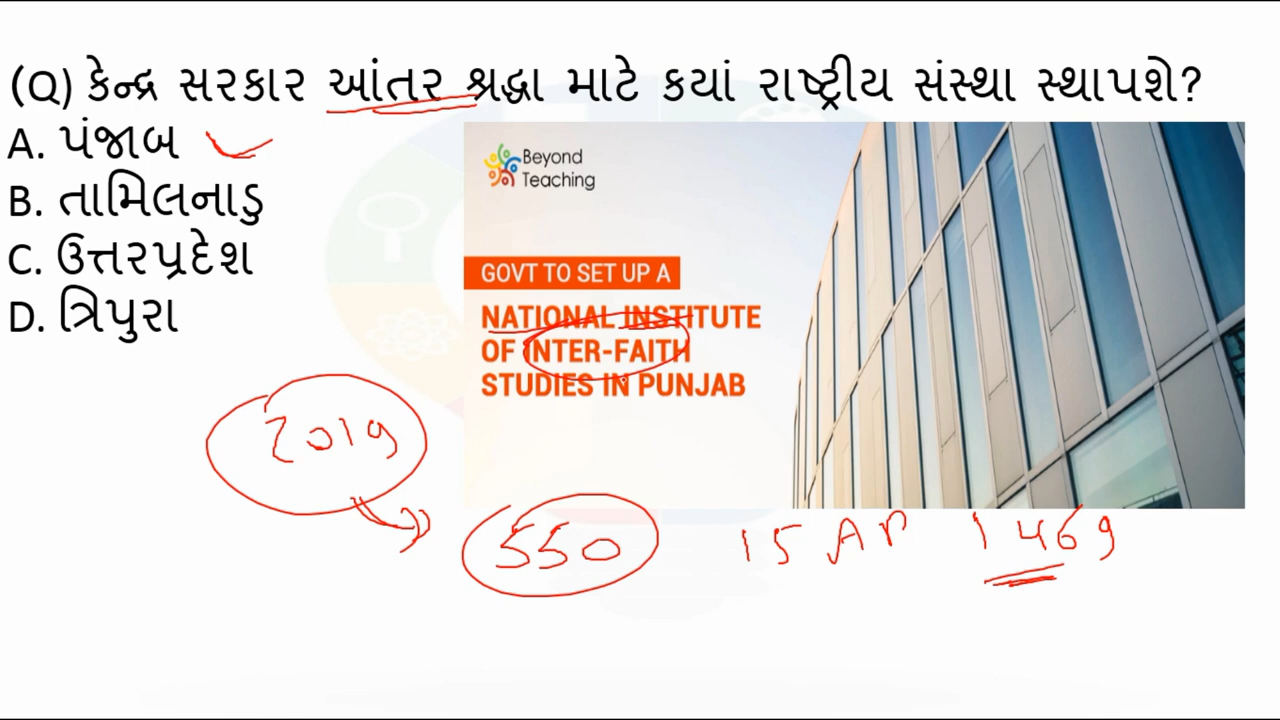 (Q) કેન્દ્ર સરકાર આંતર શ્રદ્ધા માટે કયાં રાષ્ટ્રીય સંસ્થા સ્થાપશે?
A. પંજાબ
B. તામિલનાડુ
C. ઉત્તરપ્રદેશ
D. ત્રિપુરા
Beyond
Teaching
GOVT TO SET UP A
NATIONAL INSTITUTE
OF INTER-FAITH
STUDIES IN PUNJAB
2019
550 15 AP 1469